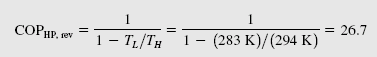 COP_HP, rev = 1 / (1 − T_L/T_H) = 1 / (1 − (283 K)/(294 K)) = 26.7